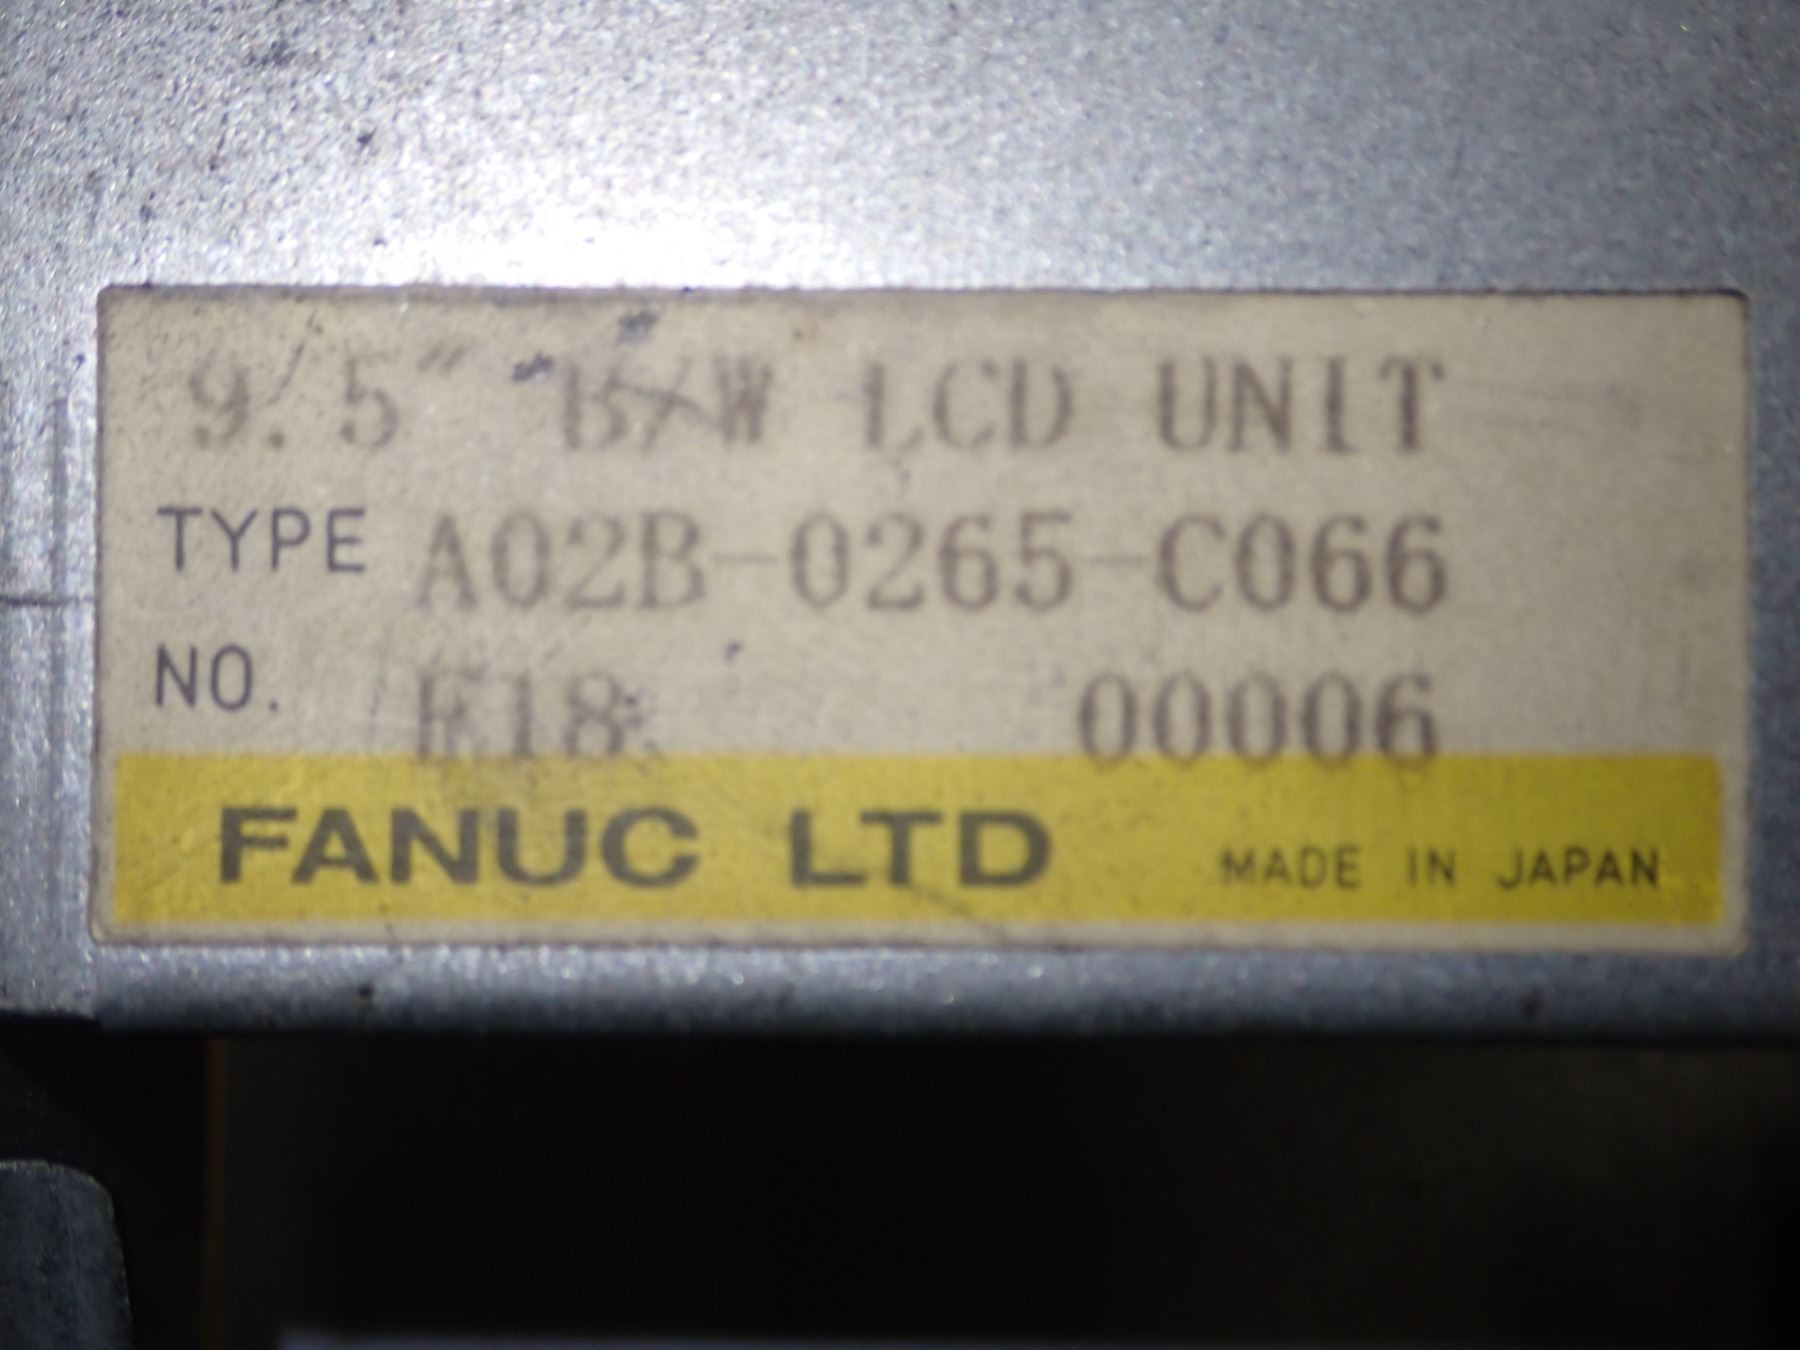 9.5" B/W LCD UNIT
TYPE A02B-0265-C066
NO. E18 00006
FANUC LTD MADE IN JAPAN